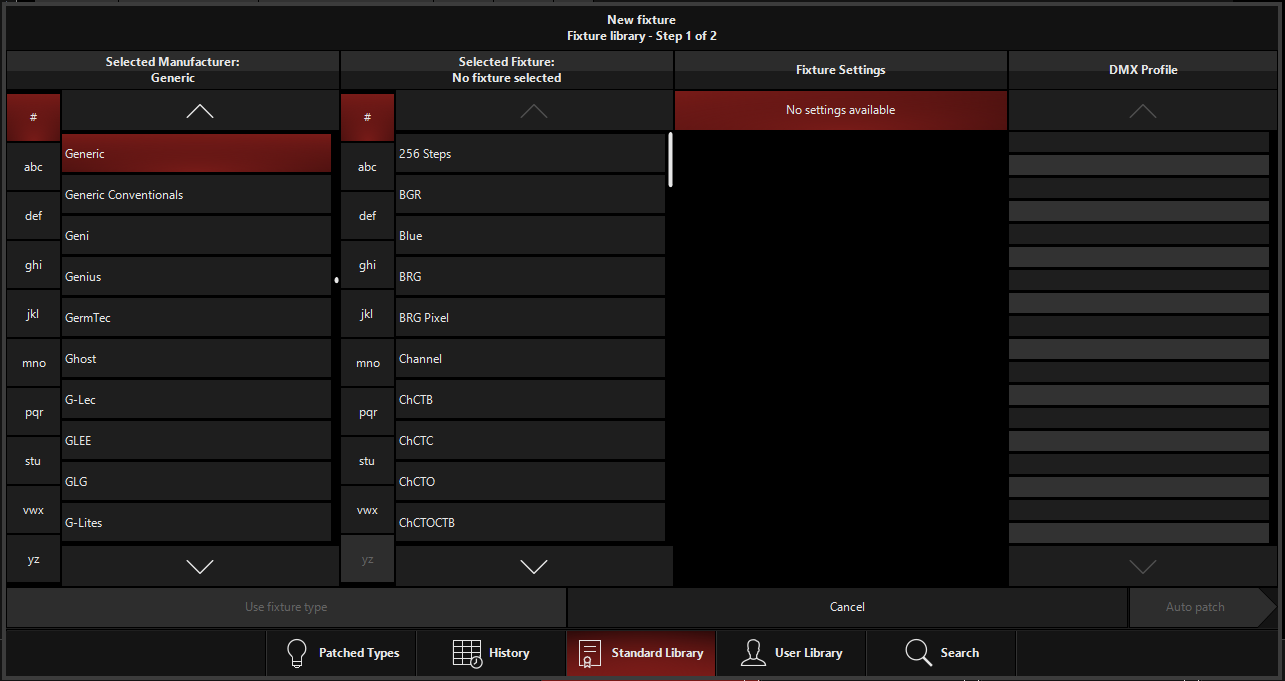 New fixture
Fixture library - Step 1 of 2
Selected Manufacturer:
Generic
Selected Fixture:
No fixture selected
Fixture Settings
DMX Profile
#
abc
def
ghi
jkl
mno
pqr
stu
vwx
yz
Generic
Generic Conventionals
Geni
Genius
GermTec
Ghost
G-Lec
GLEE
GLG
G-Lites
#
abc
def
ghi
jkl
mno
pqr
stu
vwx
yz
256 Steps
BGR
Blue
BRG
BRG Pixel
Channel
ChCTB
ChCTC
ChCTO
ChCTOCTB
No settings available
Use fixture type
Cancel
Auto patch
Patched Types
History
Standard Library
User Library
Search